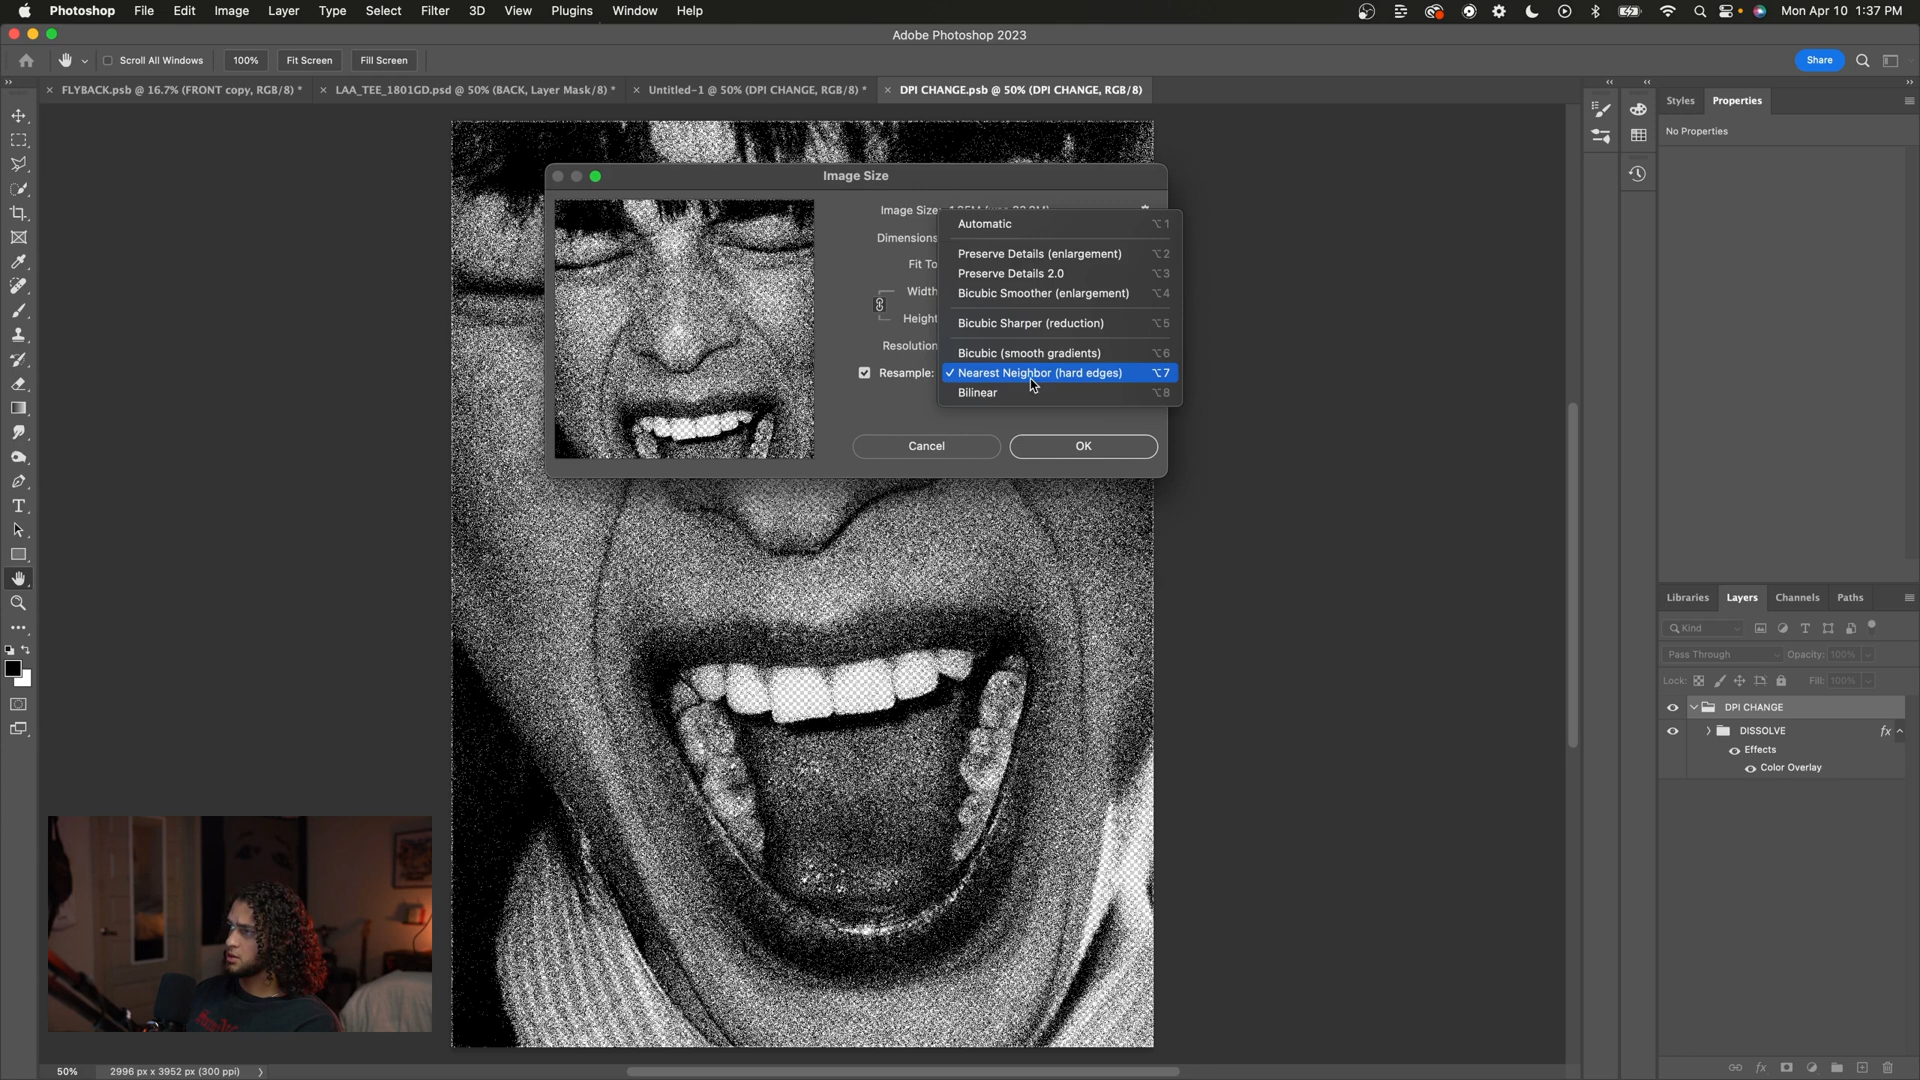 Photoshop File Edit Image Layer Type Select Filter 3D View Plugins Window Help Mon Apr 10 1:37 PM
Adobe Photoshop 2023
Scroll All Windows 100% Fit Screen Fill Screen Share
FLYBACK.psb @ 16.7% (FRONT copy, RGB/8) * LAA_TEE_1801GD.psd @ 50% (BACK, Layer Mask/8) * Untitled-1 @ 50% (DPI CHANGE, RGB/8) * DPI CHANGE.psb @ 50% (DPI CHANGE, RGB/8)
Styles Properties
No Properties
Image Size
Image Size:
Dimensions
Fit To
Width
Height
Resolution
Resample:
Automatic ⌥1
Preserve Details (enlargement) ⌥2
Preserve Details 2.0 ⌥3
Bicubic Smoother (enlargement) ⌥4
Bicubic Sharper (reduction) ⌥5
Bicubic (smooth gradients) ⌥6
✓ Nearest Neighbor (hard edges) ⌥7
Bilinear ⌥8
Cancel OK
Libraries Layers Channels Paths
Kind
Pass Through Opacity: 100%
Lock: Fill: 100%
DPI CHANGE
DISSOLVE fx
Effects
Color Overlay
50% 2996 px x 3952 px (300 ppi)